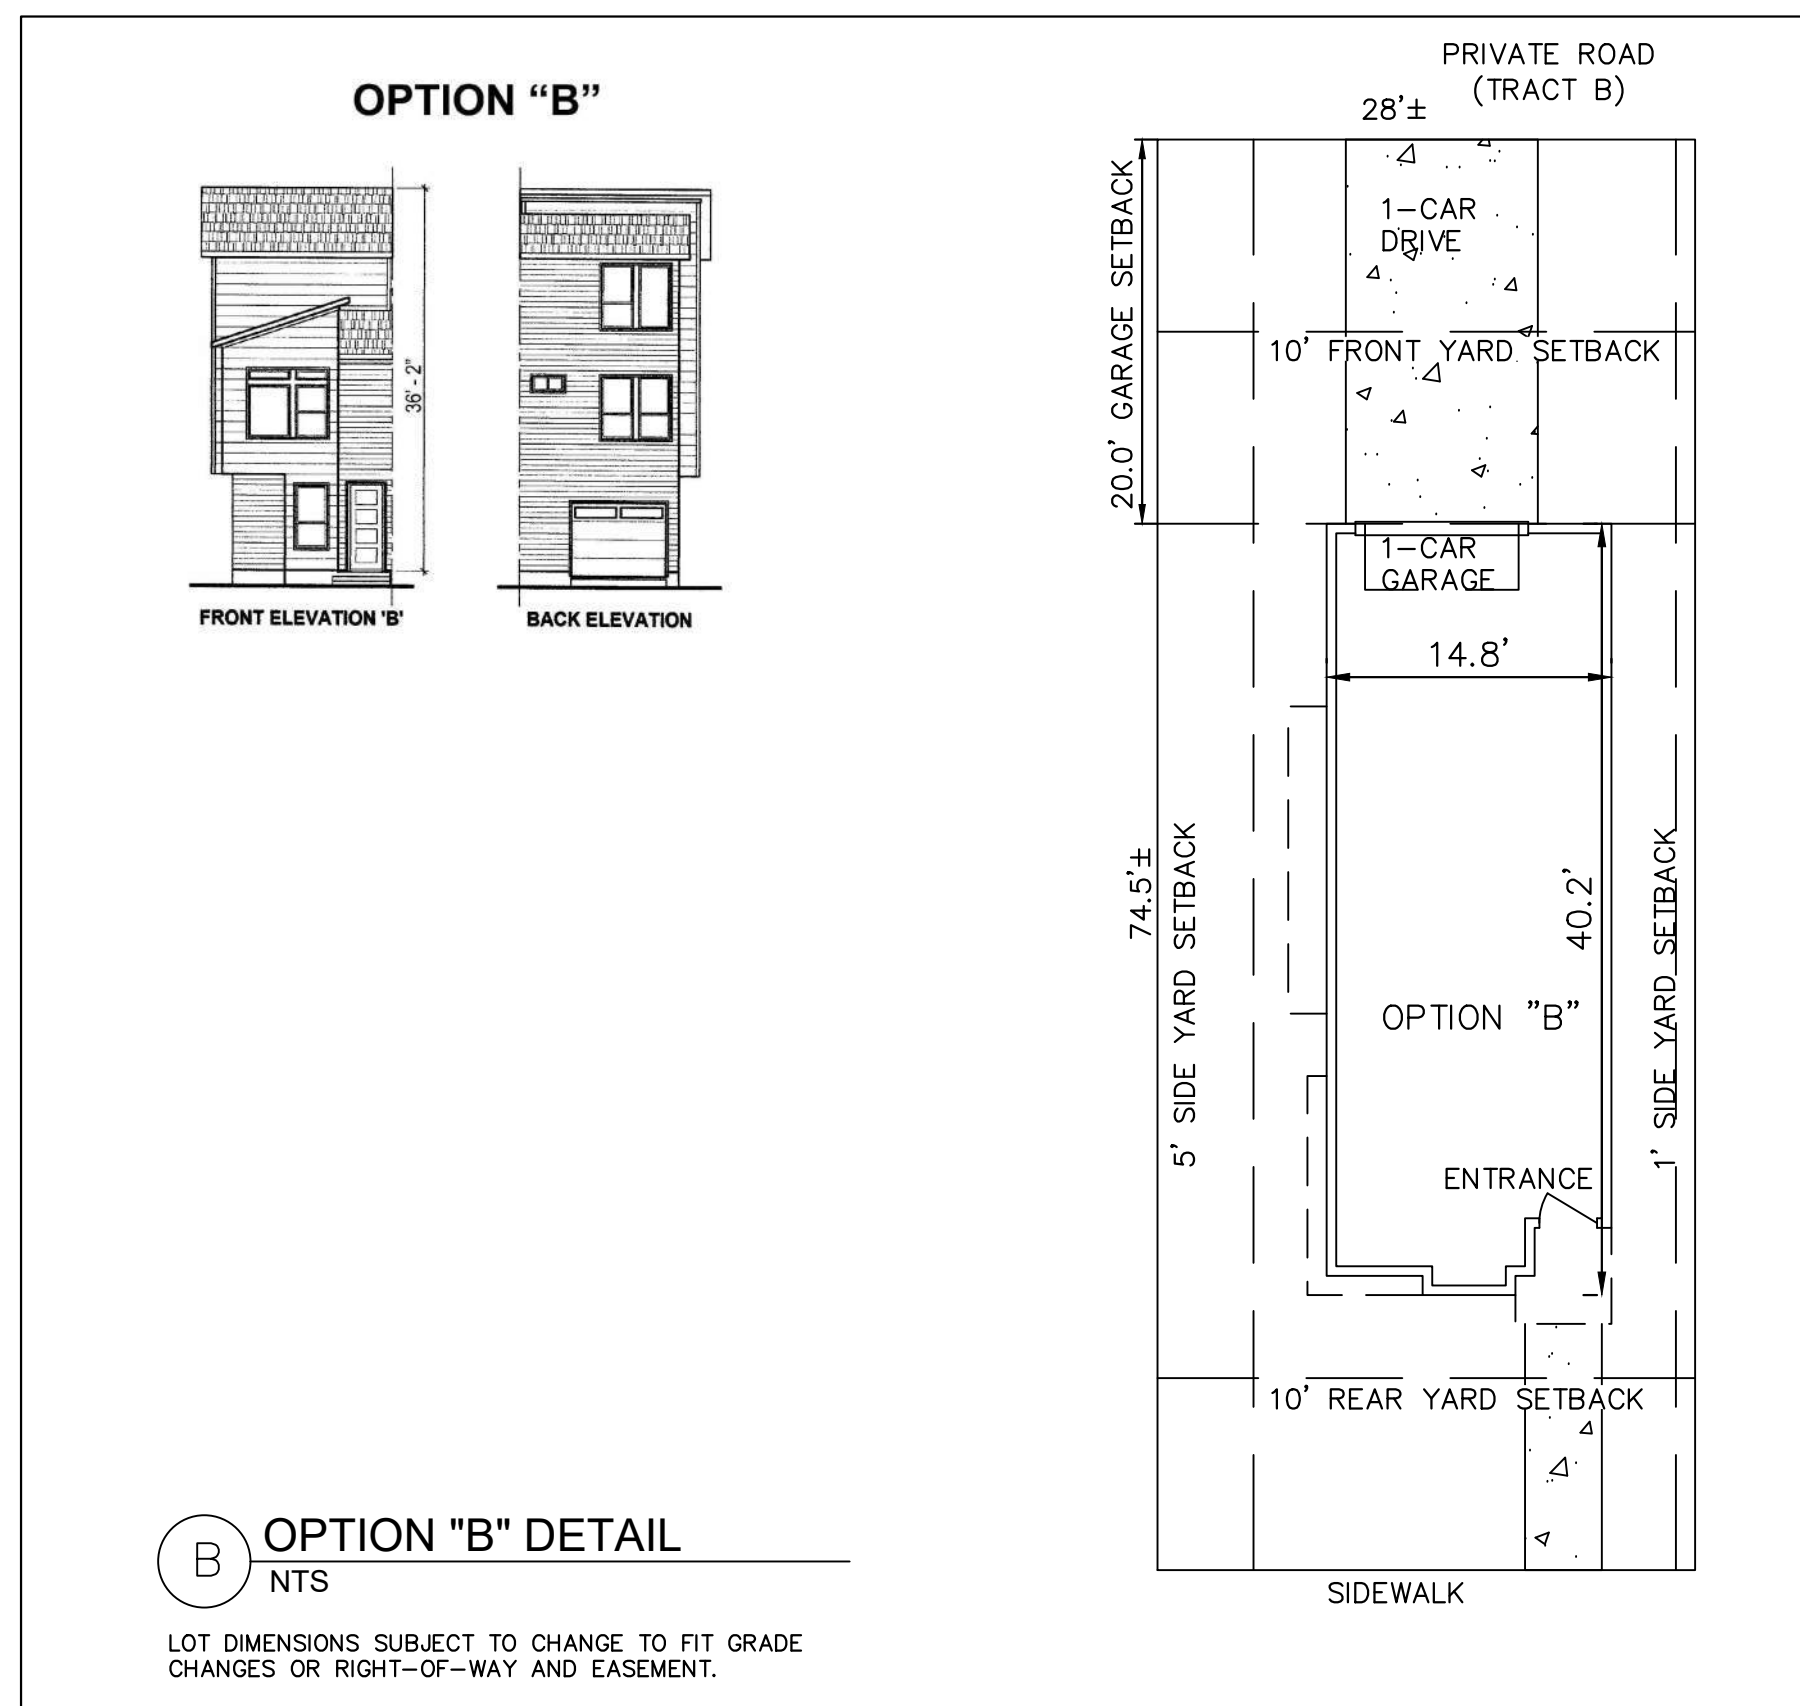 OPTION “B”
36' - 2"
FRONT ELEVATION 'B'
BACK ELEVATION
PRIVATE ROAD
(TRACT B)
28'±
20.0' GARAGE SETBACK
1-CAR
DRIVE
10' FRONT YARD SETBACK
1-CAR
GARAGE
14.8'
74.5'±
5' SIDE YARD SETBACK
40.2'
1' SIDE YARD SETBACK
OPTION "B"
ENTRANCE
10' REAR YARD SETBACK
SIDEWALK
B
OPTION "B" DETAIL
NTS
LOT DIMENSIONS SUBJECT TO CHANGE TO FIT GRADE
CHANGES OR RIGHT-OF-WAY AND EASEMENT.